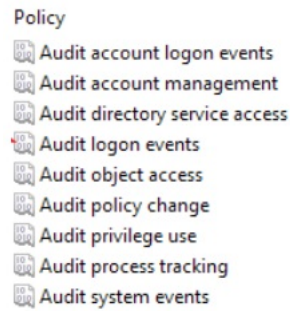 Policy
Audit account logon events
Audit account management
Audit directory service access
Audit logon events
Audit object access
Audit policy change
Audit privilege use
Audit process tracking
Audit system events